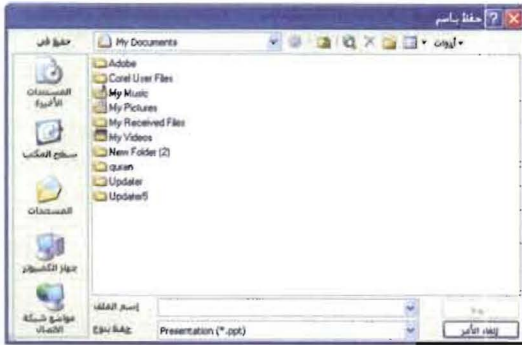 حفظ باسم
حفظ في
My Documents
أدوات
Adobe
Corel User Files
My Music
My Pictures
My Received Files
My Videos
New Folder (2)
quran
Updater
Updater5
المستندات
الأخيرة
سطح المكتب
المستندات
جهاز الكمبيوتر
مواضع شبكة
الاتصال
إسم الملف
حفظ بنوع
Presentation (*.ppt)
إلغاء الأمر